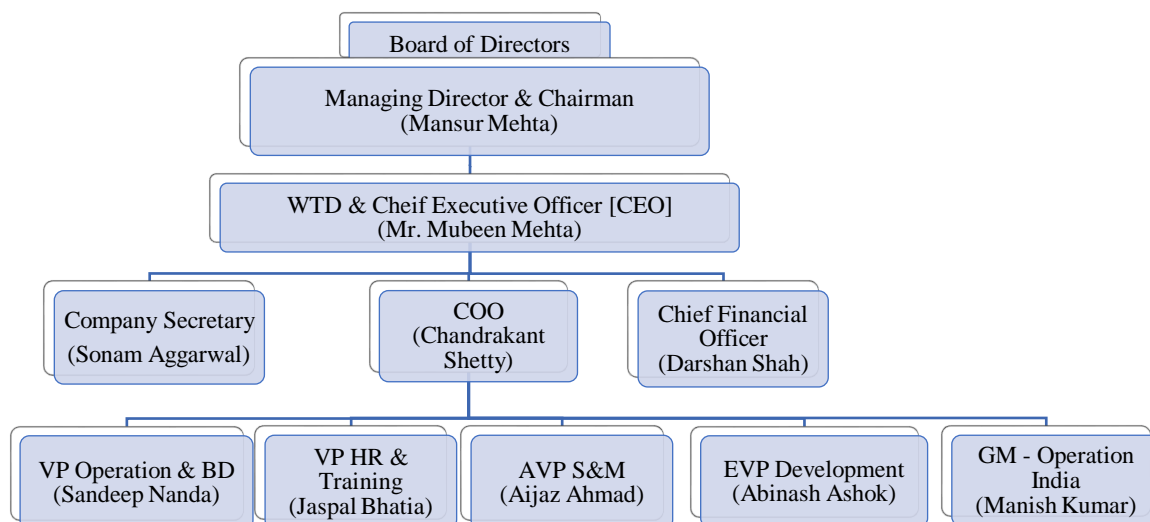 Board of Directors
Managing Director & Chairman
(Mansur Mehta)
WTD & Cheif Executive Officer [CEO]
(Mr. Mubeen Mehta)
Company Secretary
(Sonam Aggarwal)
COO
(Chandrakant
Shetty)
Chief Financial
Officer
(Darshan Shah)
VP Operation & BD
(Sandeep Nanda)
VP HR &
Training
(Jaspal Bhatia)
AVP S&M
(Aijaz Ahmad)
EVP Development
(Abinash Ashok)
GM - Operation
India
(Manish Kumar)